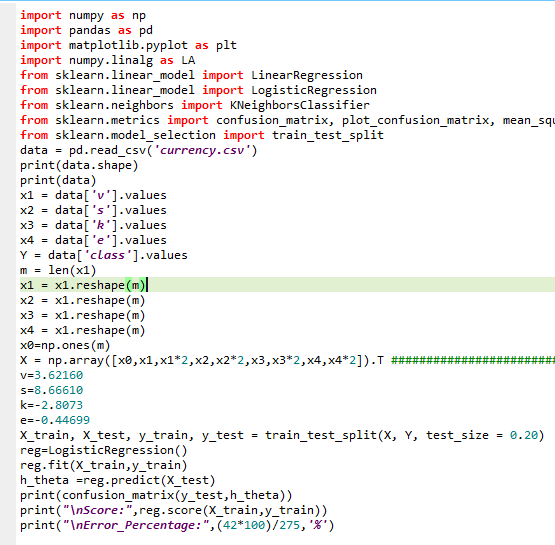 import numpy as np
import pandas as pd
import matplotlib.pyplot as plt
import numpy.linalg as LA
from sklearn.linear_model import LinearRegression
from sklearn.linear_model import LogisticRegression
from sklearn.neighbors import KNeighborsClassifier
from sklearn.metrics import confusion_matrix, plot_confusion_matrix, mean_squ
from sklearn.model_selection import train_test_split
data = pd.read_csv('currency.csv')
print(data.shape)
print(data)
x1 = data['v'].values
x2 = data['s'].values
x3 = data['k'].values
x4 = data['e'].values
Y = data['class'].values
m = len(x1)
x1 = x1.reshape(m)
x2 = x1.reshape(m)
x3 = x1.reshape(m)
x4 = x1.reshape(m)
x0=np.ones(m)
X = np.array([x0,x1,x1*2,x2,x2*2,x3,x3*2,x4,x4*2]).T ########################
v=3.62160
s=8.66610
k=-2.8073
e=-0.44699
X_train, X_test, y_train, y_test = train_test_split(X, Y, test_size = 0.20)
reg=LogisticRegression()
reg.fit(X_train,y_train)
h_theta =reg.predict(X_test)
print(confusion_matrix(y_test,h_theta))
print("\nScore:",reg.score(X_train,y_train))
print("\nError_Percentage:",(42*100)/275,'%')